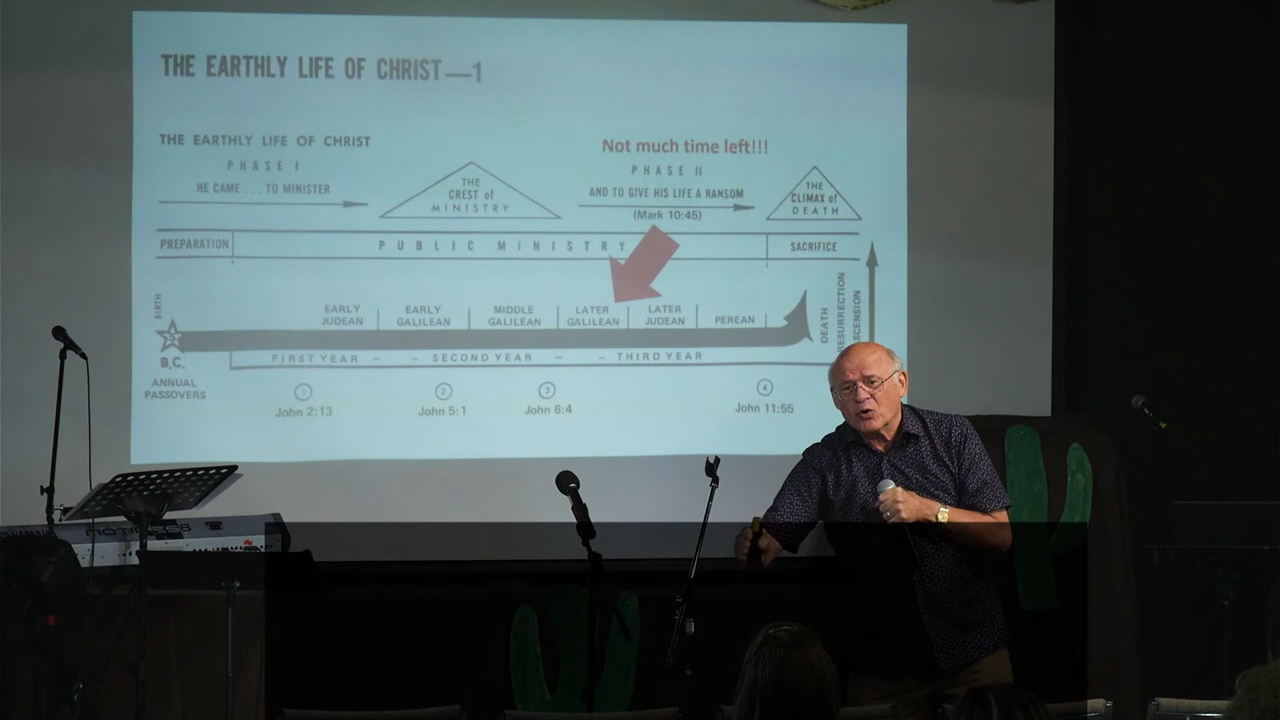 THE EARTHLY LIFE OF CHRIST—1
THE EARTHLY LIFE OF CHRIST
PHASE I
HE CAME . . . TO MINISTER
THE
CREST of
MINISTRY
Not much time left!!!
PHASE II
AND TO GIVE HIS LIFE A RANSOM
(Mark 10:45)
THE
CLIMAX of
DEATH
PREPARATION
PUBLIC MINISTRY
SACRIFICE
BIRTH
5
B.C.
EARLY
JUDEAN
EARLY
GALILEAN
MIDDLE
GALILEAN
LATER
GALILEAN
LATER
JUDEAN
PEREAN
DEATH
RESURRECTION
ASCENSION
FIRST YEAR — — SECOND YEAR — — THIRD YEAR
ANNUAL
PASSOVERS
1
John 2:13
2
John 5:1
3
John 6:4
4
John 11:55